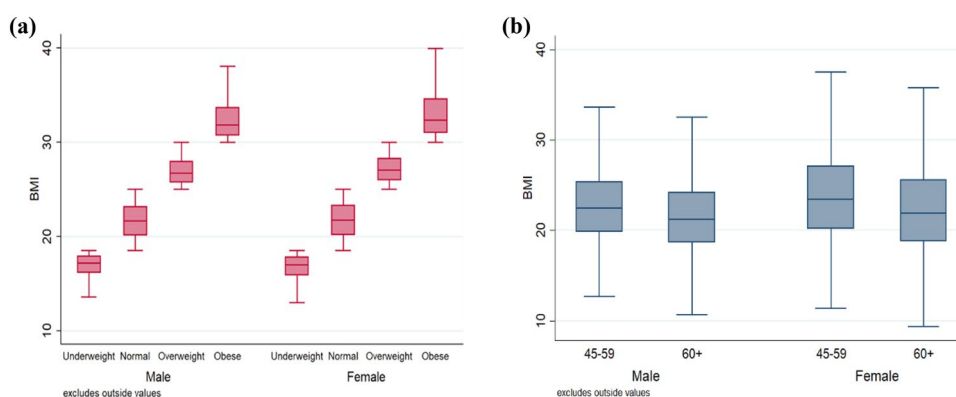 (a)
40
30
20
10
BMI
Underweight Normal Overweight Obese Underweight Normal Overweight Obese
Male Female
excludes outside values
(b)
40
30
20
10
BMI
45-59 60+ 45-59 60+
Male Female
excludes outside values